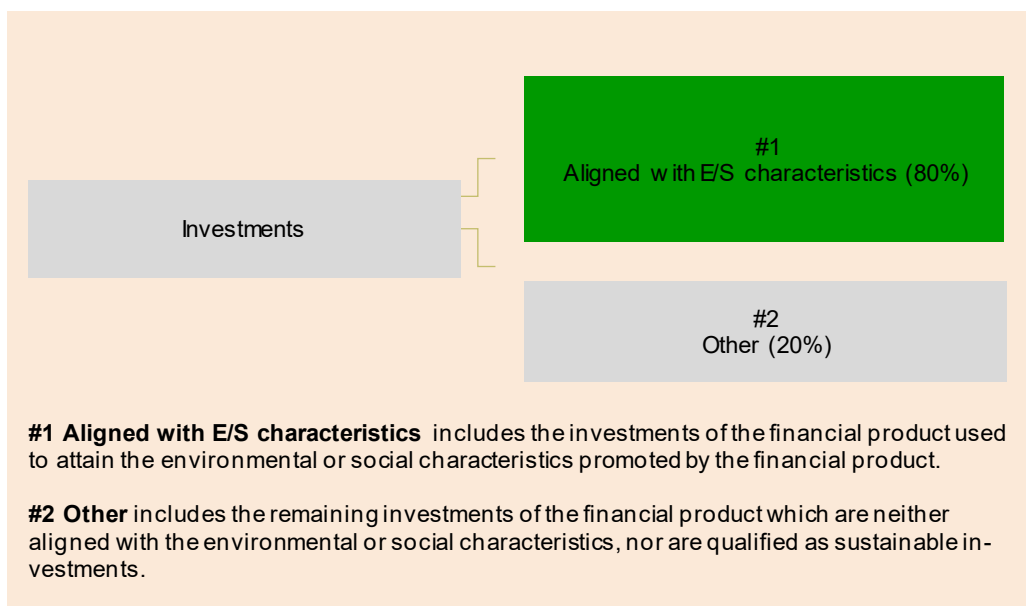 #1
Aligned with E/S characteristics (80%)
Investments
#2
Other (20%)
#1 Aligned with E/S characteristics includes the investments of the financial product used
to attain the environmental or social characteristics promoted by the financial product.
#2 Other includes the remaining investments of the financial product which are neither
aligned with the environmental or social characteristics, nor are qualified as sustainable in-
vestments.